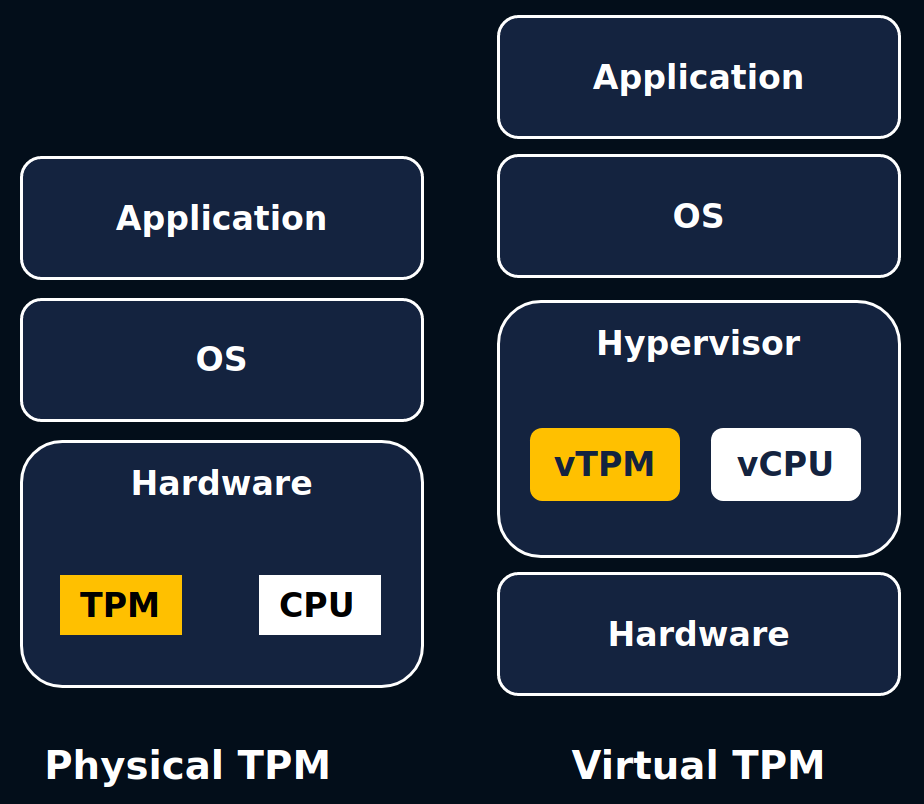 Application
OS
Hardware
TPM
CPU
Physical TPM
Application
OS
Hypervisor
vTPM
vCPU
Hardware
Virtual TPM